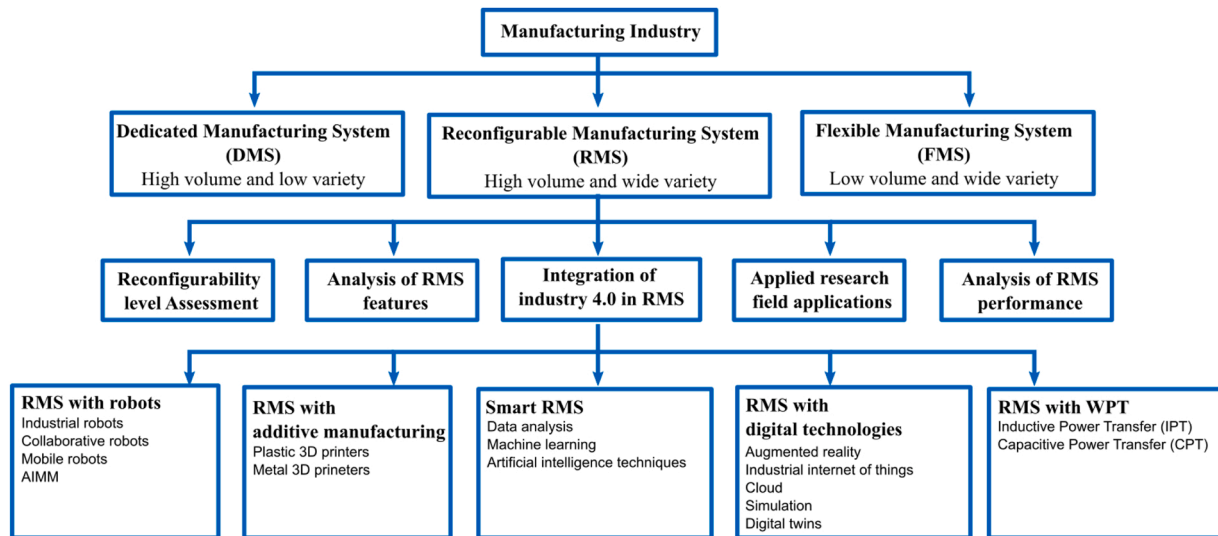 Manufacturing Industry
Dedicated Manufacturing System
(DMS)
High volume and low variety
Reconfigurable Manufacturing System
(RMS)
High volume and wide variety
Flexible Manufacturing System
(FMS)
Low volume and wide variety
Reconfigurability
level Assessment
Analysis of RMS
features
Integration of
industry 4.0 in RMS
Applied research
field applications
Analysis of RMS
performance
RMS with robots
Industrial robots
Collaborative robots
Mobile robots
AIMM
RMS with
additive manufacturing
Plastic 3D printers
Metal 3D prineters
Smart RMS
Data analysis
Machine learning
Artificial intelligence techniques
RMS with
digital technologies
Augmented reality
Industrial internet of things
Cloud
Simulation
Digital twins
RMS with WPT
Inductive Power Transfer (IPT)
Capacitive Power Transfer (CPT)